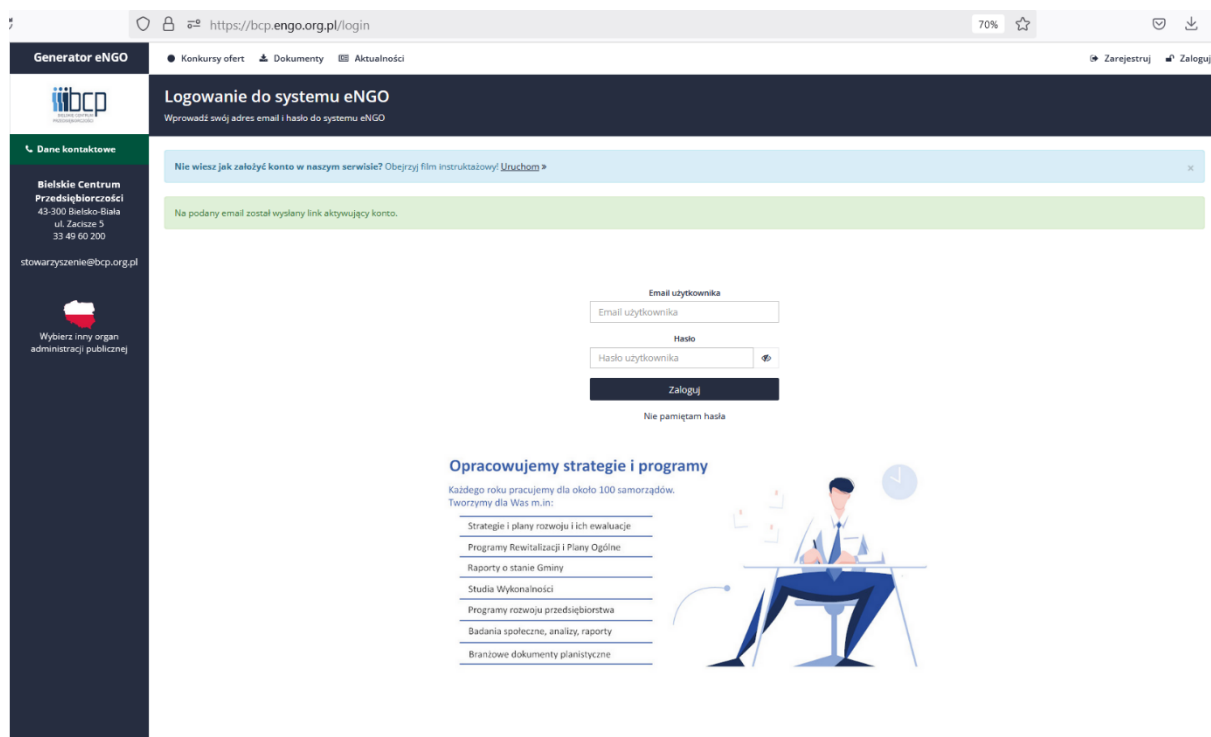 https://bcp.engo.org.pl/login
70%
Generator eNGO
Konkursy ofert
Dokumenty
Aktualności
Zarejestruj
Zaloguj
bcp
Logowanie do systemu eNGO
Wprowadź swój adres email i hasło do systemu eNGO
Dane kontaktowe
Bielskie Centrum
Przedsiębiorczości
43-300 Bielsko-Biała
ul. Zacisze 5
33 49 60 200
stowarzyszenie@bcp.org.pl
Wybierz inny organ
administracji publicznej
Nie wiesz jak założyć konto w naszym serwisie? Obejrzyj film instruktażowy! Uruchom »
×
Na podany email został wysłany link aktywujący konto.
Email użytkownika
Email użytkownika
Hasło
Hasło użytkownika
Zaloguj
Nie pamiętam hasła
Opracowujemy strategie i programy
Każdego roku pracujemy dla około 100 samorządów.
Tworzymy dla Was m.in:
Strategie i plany rozwoju i ich ewaluacje
Programy Rewitalizacji i Plany Ogólne
Raporty o stanie Gminy
Studia Wykonalności
Programy rozwoju przedsiębiorstwa
Badania społeczne, analizy, raporty
Branżowe dokumenty planistyczne